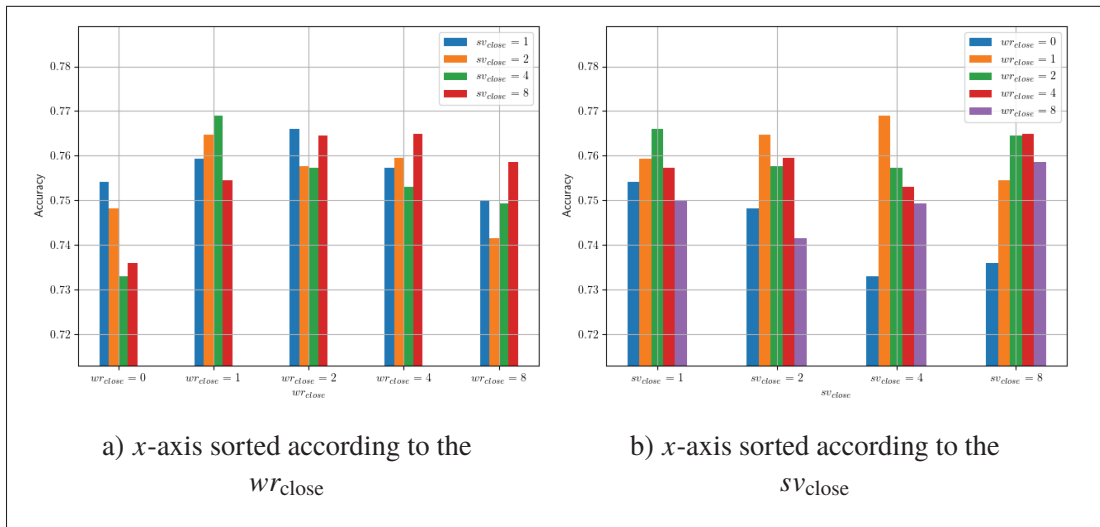 0.78
0.77
0.76
0.75
0.74
0.73
0.72
Accuracy
sv_close = 1
sv_close = 2
sv_close = 4
sv_close = 8
wr_close = 0
wr_close = 1
wr_close = 2
wr_close = 4
wr_close = 8
wr_close
a) x-axis sorted according to the
wr_close
0.78
0.77
0.76
0.75
0.74
0.73
0.72
Accuracy
wr_close = 0
wr_close = 1
wr_close = 2
wr_close = 4
wr_close = 8
sv_close = 1
sv_close = 2
sv_close = 4
sv_close = 8
sv_close
b) x-axis sorted according to the
sv_close